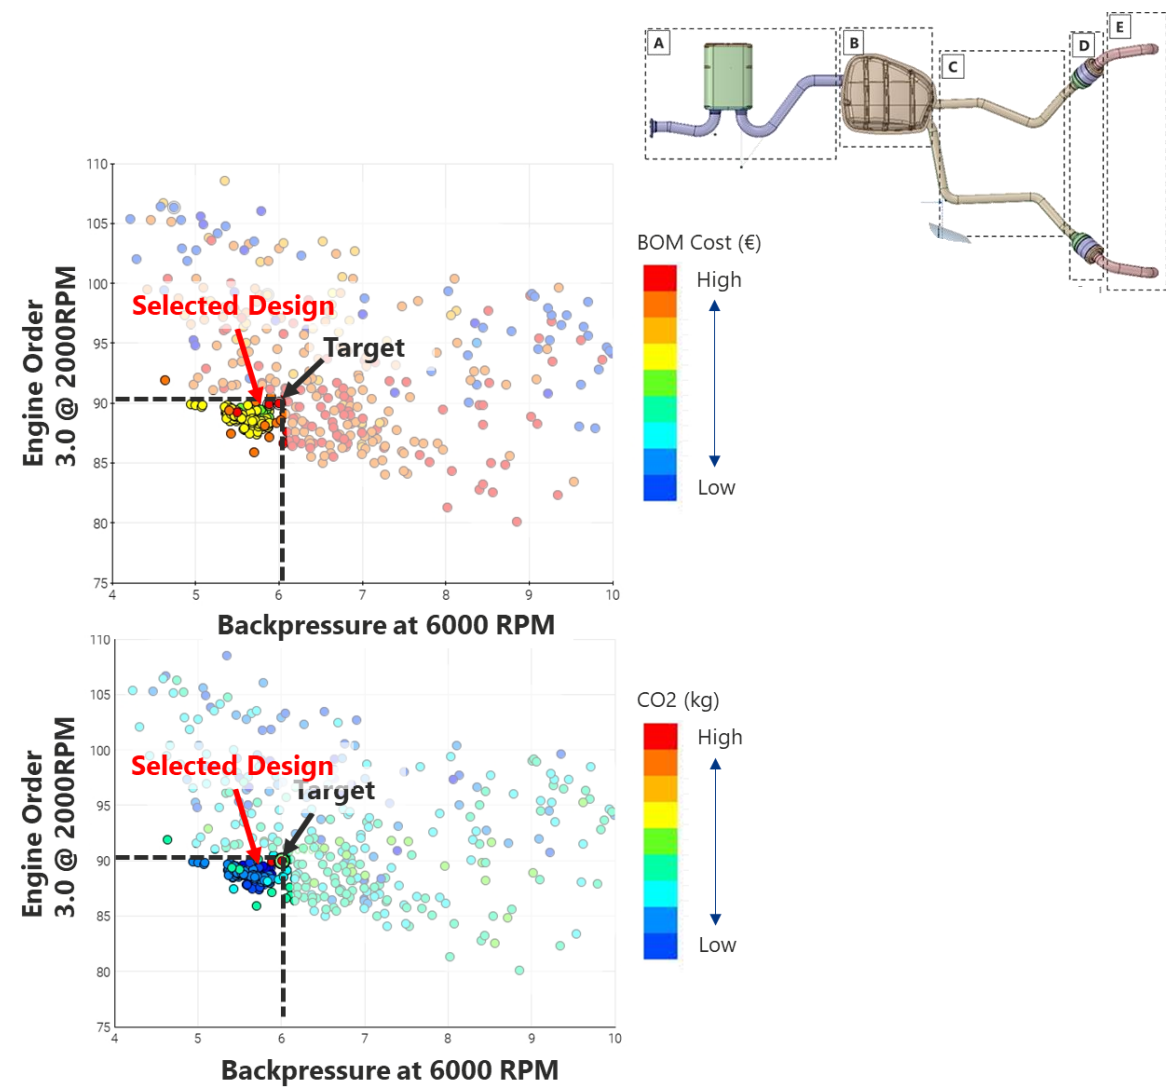 A
B
C
D
E
110
105
100
95
90
85
80
75
4
5
6
7
8
9
10
Engine Order
3.0 @ 2000RPM
Selected Design
Target
Backpressure at 6000 RPM
BOM Cost (€)
High
Low
110
105
100
95
90
85
80
75
4
5
6
7
8
9
10
Engine Order
3.0 @ 2000RPM
Selected Design
Target
Backpressure at 6000 RPM
CO2 (kg)
High
Low